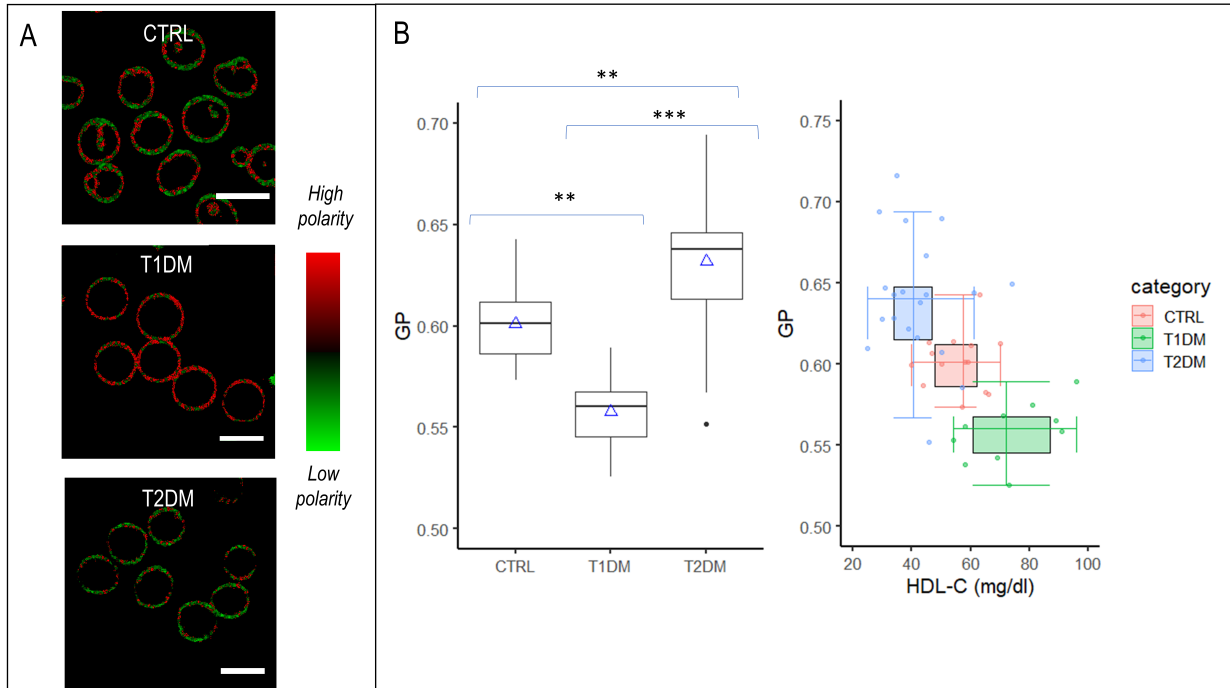 A
CTRL
T1DM
T2DM
High
polarity
Low
polarity
B
**
***
**
0.70
0.65
0.60
0.55
0.50
GP
CTRL
T1DM
T2DM
0.75
0.70
0.65
0.60
0.55
0.50
GP
20
40
60
80
100
HDL-C (mg/dl)
category
CTRL
T1DM
T2DM